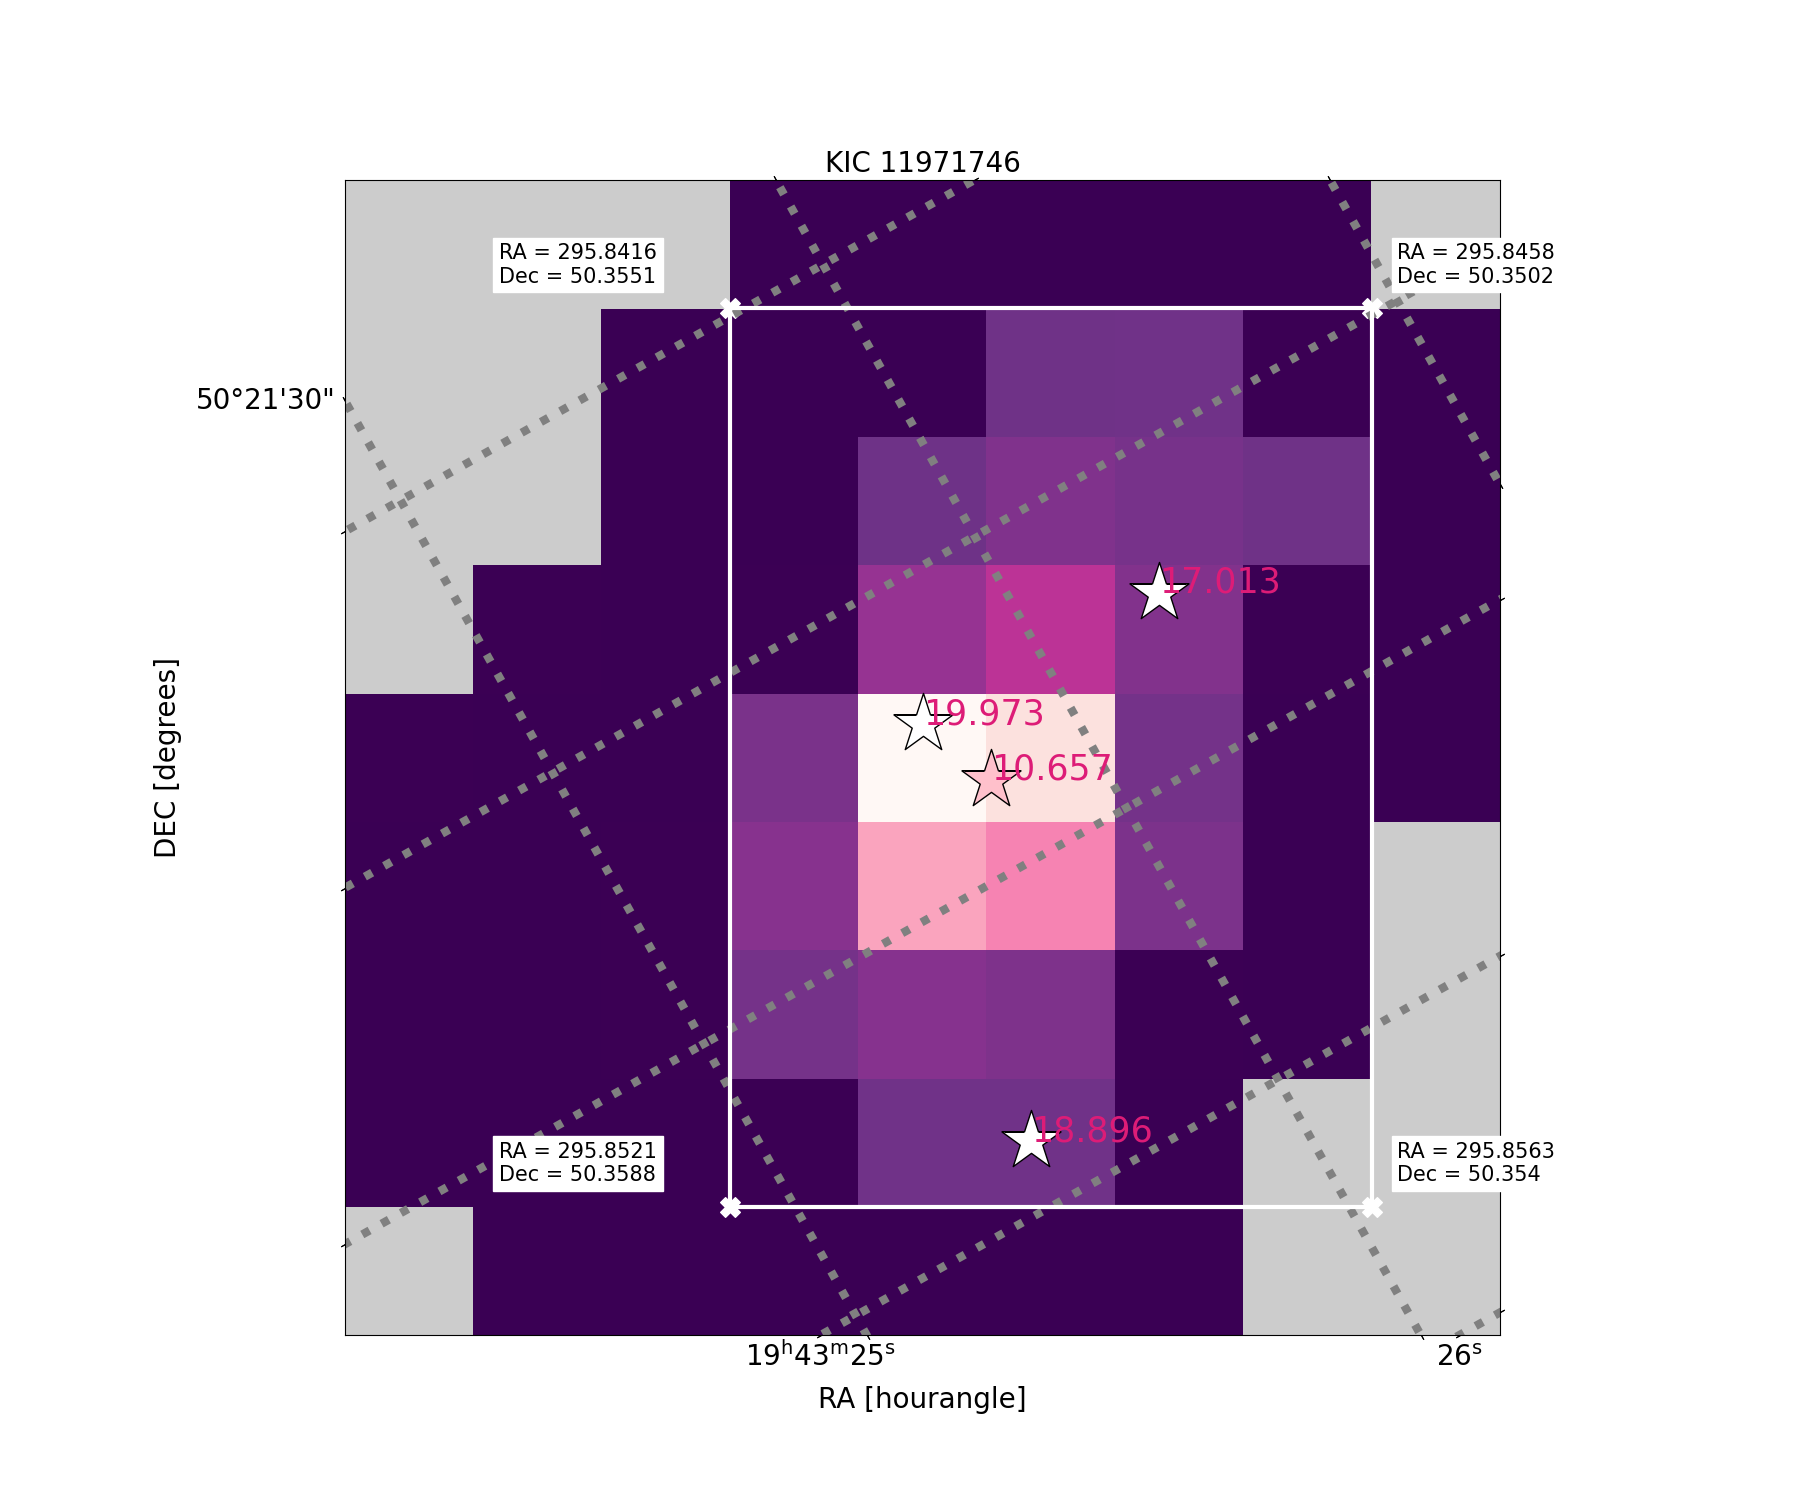 KIC 11971746
RA = 295.8416
Dec = 50.3551
RA = 295.8458
Dec = 50.3502
50°21'30"
17.013
19.973
10.657
DEC [degrees]
18.896
RA = 295.8521
Dec = 50.3588
RA = 295.8563
Dec = 50.354
19ʰ43ᵐ25ˢ
26ˢ
RA [hourangle]